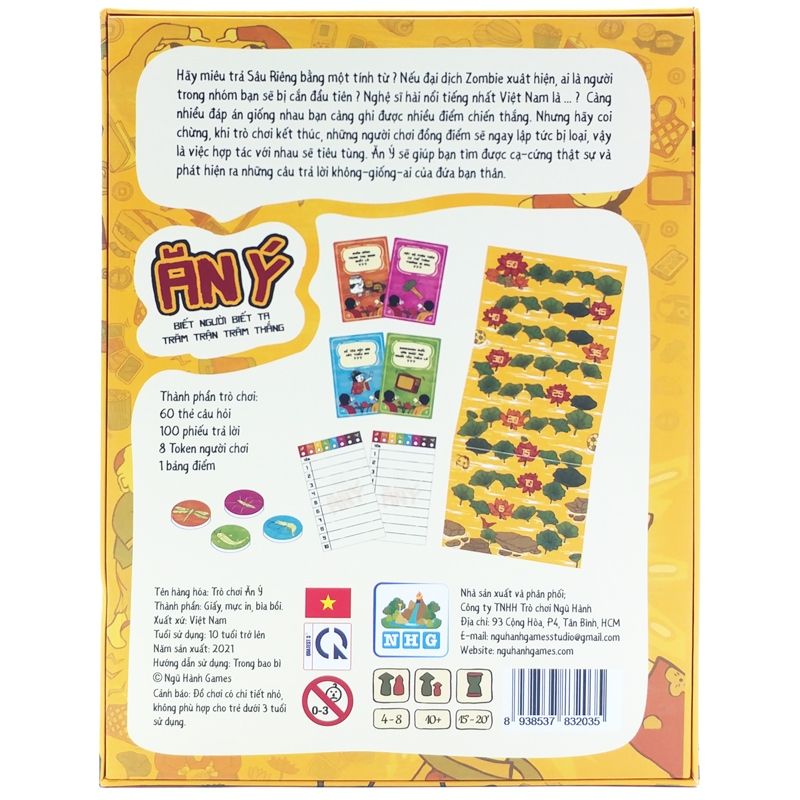 Hãy miêu trả Sầu Riêng bằng một tính từ ? Nếu đại dịch Zombie xuất hiện, ai là người
trong nhóm bạn sẽ bị cắn đầu tiên ? Nghệ sĩ hài nổi tiếng nhất Việt Nam là ... ? Càng
nhiều đáp án giống nhau bạn càng ghi được nhiều điểm chiến thắng. Nhưng hãy coi
chừng, khi trò chơi kết thúc, những người chơi đồng điểm sẽ ngay lập tức bị loại, vậy
là việc hợp tác với nhau sẽ tiêu tùng. Ăn Ý sẽ giúp bạn tìm được cạ-cứng thật sự và
phát hiện ra những câu trả lời không-giống-ai của đứa bạn thân.
ĂN Ý
BIẾT NGƯỜI BIẾT TA
TRĂM TRẬN TRĂM THẮNG
Thành phần trò chơi:
60 thẻ câu hỏi
100 phiếu trả lời
8 Token người chơi
1 bảng điểm
50
45
40
35
30
25
20
15
10
5
Tên hàng hóa: Trò chơi Ăn Ý
Thành phần: Giấy, mực in, bìa bồi.
Xuất xứ: Việt Nam
Tuổi sử dụng: 10 tuổi trở lên
Năm sản xuất: 2021
Hướng dẫn sử dụng: Trong bao bì
© Ngũ Hành Games
Cảnh báo: Đồ chơi có chi tiết nhỏ,
không phù hợp cho trẻ dưới 3 tuổi
sử dụng.
0-3
NHG
Nhà sản xuất và phân phối:
Công ty TNHH Trò chơi Ngũ Hành
Địa chỉ: 93 Cộng Hòa, P4, Tân Bình, HCM
E-mail: nguhanhgamesstudio@gmail.com
Website: nguhanhgames.com
4-8
10+
15-20'
8 938537 832035